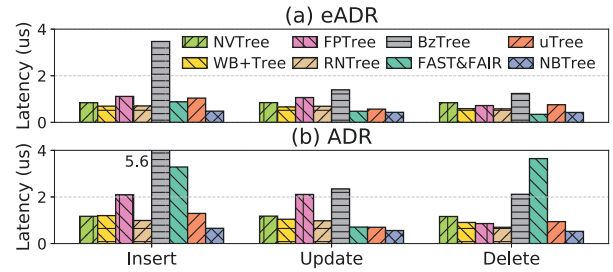 (a) eADR
Latency (us)
4
2
0
NVTree FPTree BzTree uTree
WB+Tree RNTree FAST&FAIR NBTree
(b) ADR
Latency (us)
4
2
0
5.6
Insert Update Delete